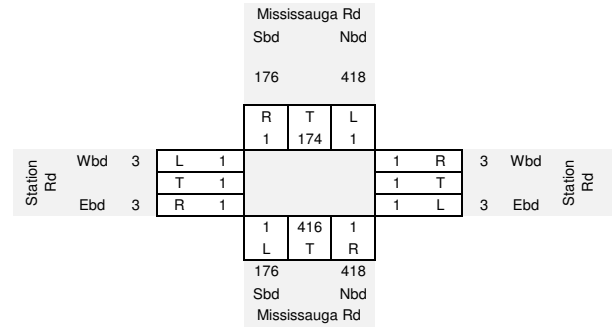 Mississauga Rd
Sbd Nbd
176 418
R T L
1 174 1
Station Rd Wbd 3 L 1 1 R 3 Wbd Station Rd
T 1 1 T
Ebd 3 R 1 1 L 3 Ebd
1 416 1
L T R
176 418
Sbd Nbd
Mississauga Rd